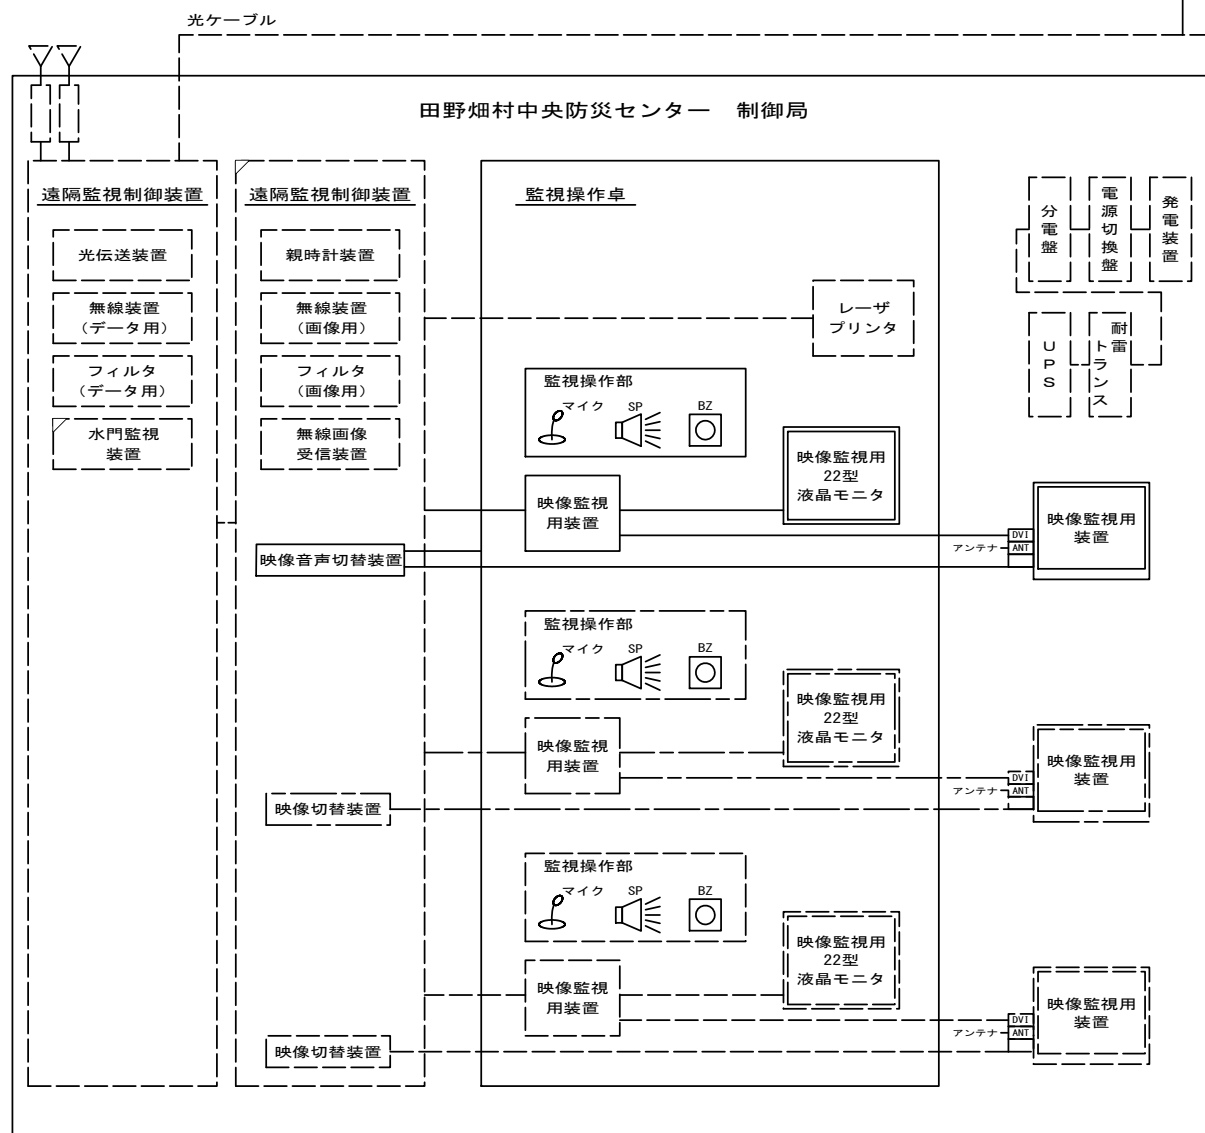 光ケーブル
田野畑村中央防災センター　制御局
遠隔監視制御装置
光伝送装置
無線装置
(データ用)
フィルタ
(データ用)
水門監視
装置
遠隔監視制御装置
親時計装置
無線装置
(画像用)
フィルタ
(画像用)
無線画像
受信装置
映像音声切替装置
映像切替装置
映像切替装置
監視操作卓
レーザ
プリンタ
監視操作部
マイク
SP
BZ
映像監視
用装置
映像監視用
22型
液晶モニタ
監視操作部
マイク
SP
BZ
映像監視
用装置
映像監視用
22型
液晶モニタ
監視操作部
マイク
SP
BZ
映像監視
用装置
映像監視用
22型
液晶モニタ
分電盤
電源切換盤
発電装置
UPS
耐雷
トランス
DVI
アンテナ
ANT
映像監視用
装置
DVI
アンテナ
ANT
映像監視用
装置
DVI
アンテナ
ANT
映像監視用
装置